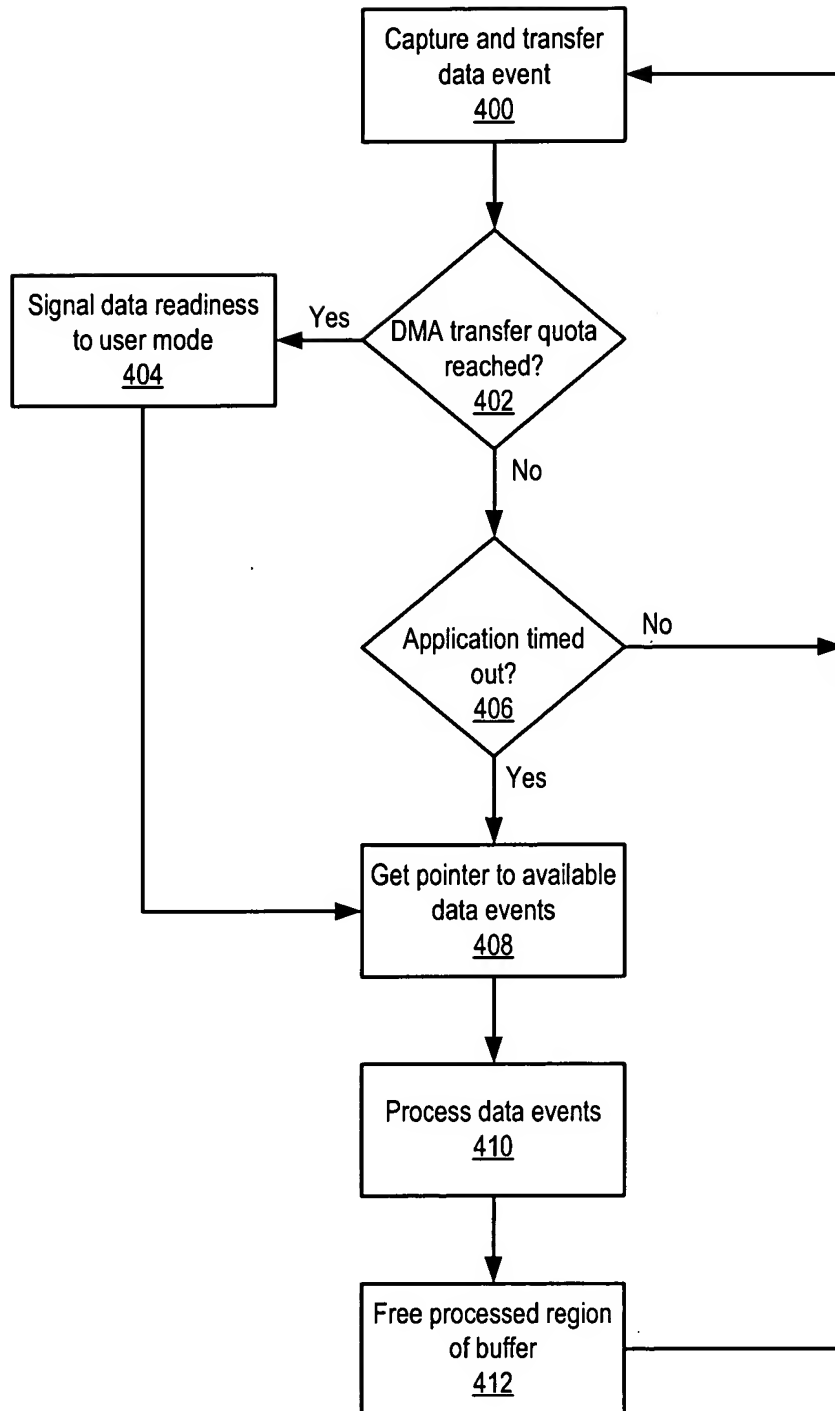 Capture and transfer
data event
400
Signal data readiness
to user mode
404
Yes
DMA transfer quota
reached?
402
No
Application timed
out?
406
No
Yes
Get pointer to available
data events
408
Process data events
410
Free processed region
of buffer
412